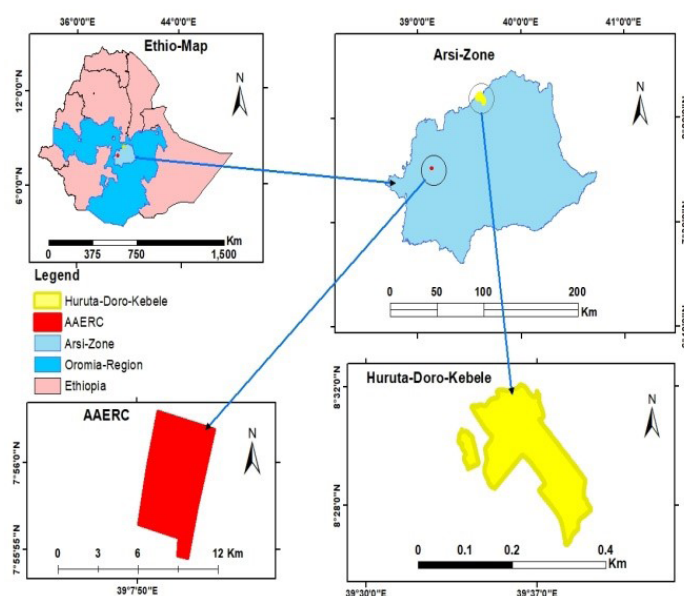 36°0'0"N 44°0'0"N
Ethio-Map
N
12°0'0"N
6°0'0"N
Km
0 375 750 1,500
39°0'0"N 40°0'0"N 41°0'0"N
Arsi-Zone
N
Km
0 50 100 200
Legend
Huruta-Doro-Kebele
AAERC
Arsi-Zone
Oromia-Region
Ethiopia
AAERC
N
7°56'0"N
7°55'55"N
0 3 6 9 12 Km
39°7'50"N
Huruta-Doro-Kebele
N
8°32'0"N
8°28'0"N
Km
0 0.1 0.2 0.4
39°30'0"N 39°37'0"N